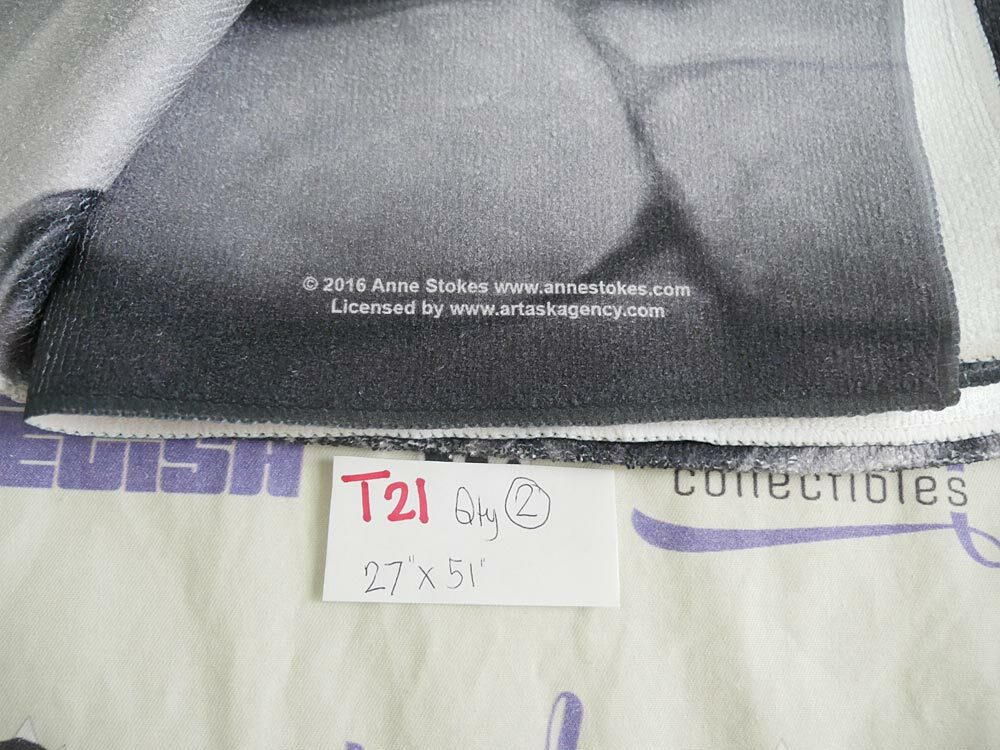 © 2016 Anne Stokes www.annestokes.com
Licensed by www.artaskagency.com
T21 Qty 2
27" x 51"
collectibles